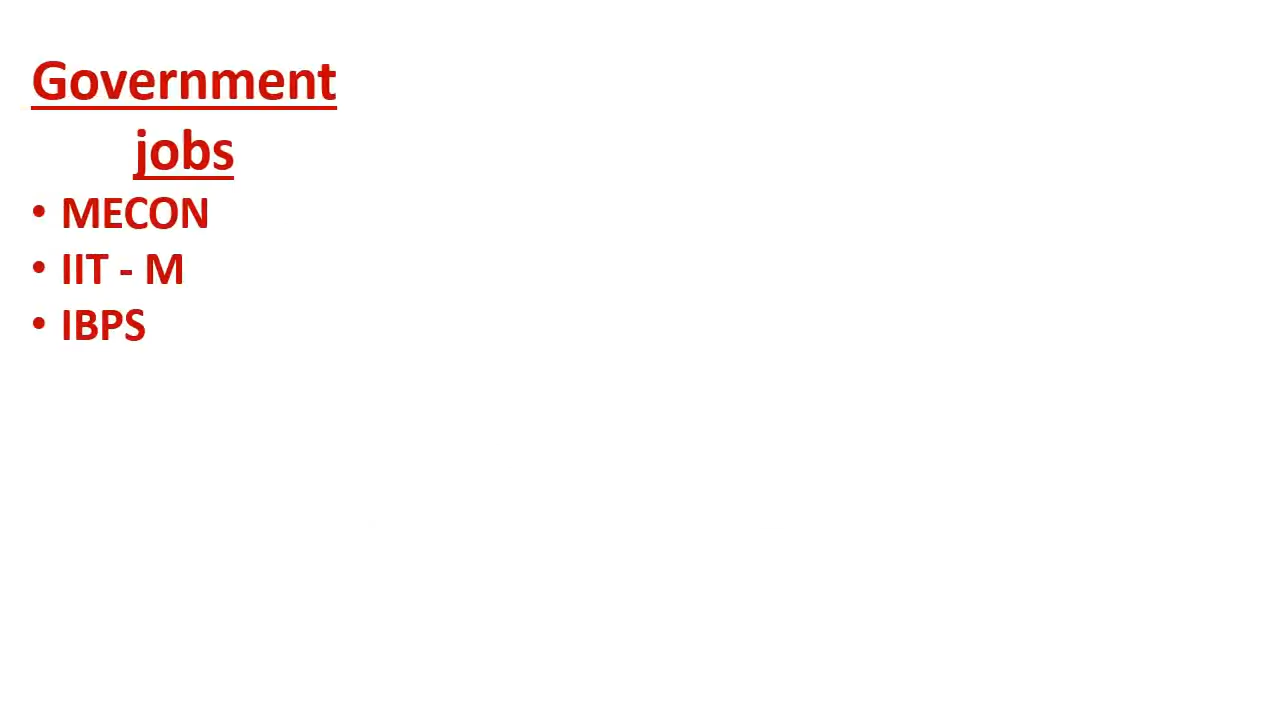 Government
jobs
• MECON
• IIT - M
• IBPS